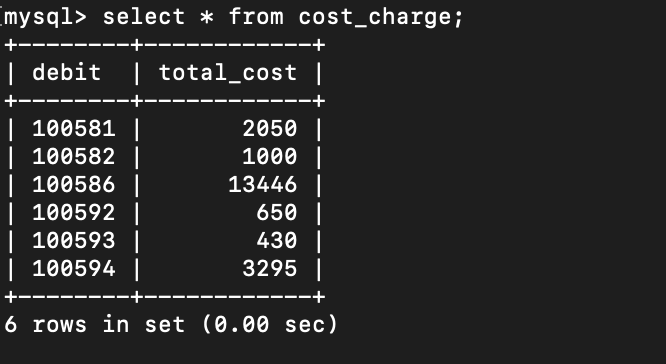 [mysql> select * from cost_charge;
+--------+------------+
| debit  | total_cost |
+--------+------------+
| 100581 |       2050 |
| 100582 |       1000 |
| 100586 |      13446 |
| 100592 |        650 |
| 100593 |        430 |
| 100594 |       3295 |
+--------+------------+
6 rows in set (0.00 sec)